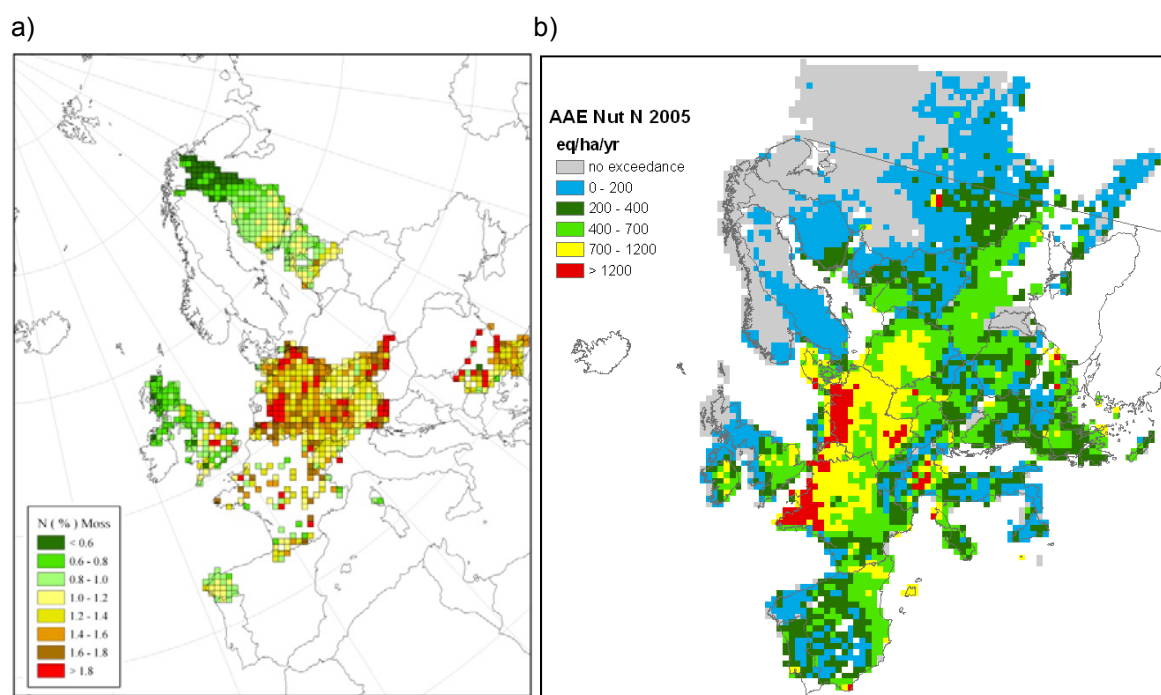 a)
b)
N ( % ) Moss
< 0.6
0.6 - 0.8
0.8 - 1.0
1.0 - 1.2
1.2 - 1.4
1.4 - 1.6
1.6 - 1.8
> 1.8
AAE Nut N 2005
eq/ha/yr
no exceedance
0 - 200
200 - 400
400 - 700
700 - 1200
> 1200